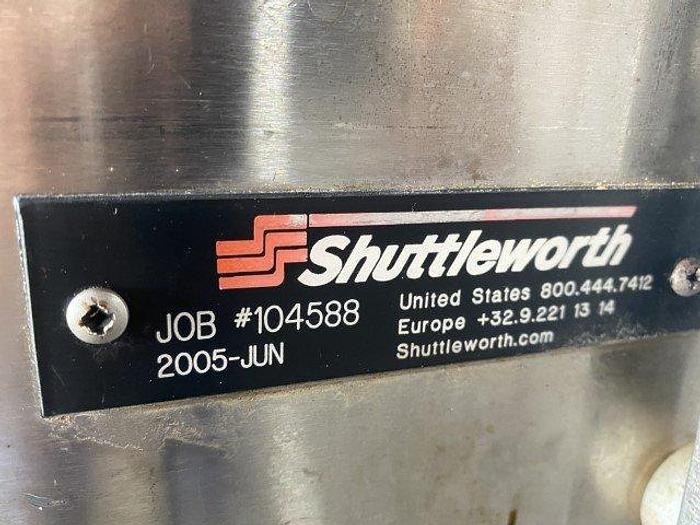 Shuttleworth
JOB #104588
2005-JUN
United States 800.444.7412
Europe +32.9.221 13 14
Shuttleworth.com